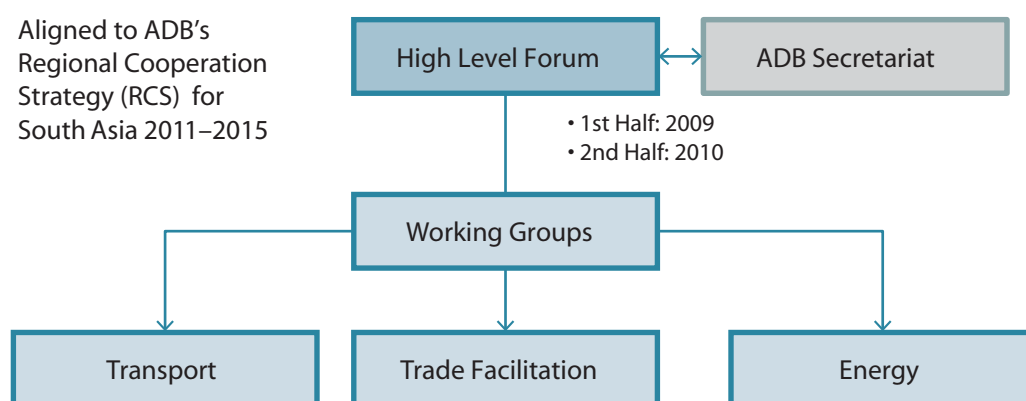 Aligned to ADB's
Regional Cooperation
Strategy (RCS) for
South Asia 2011–2015
High Level Forum
ADB Secretariat
• 1st Half: 2009
• 2nd Half: 2010
Working Groups
Transport
Trade Facilitation
Energy